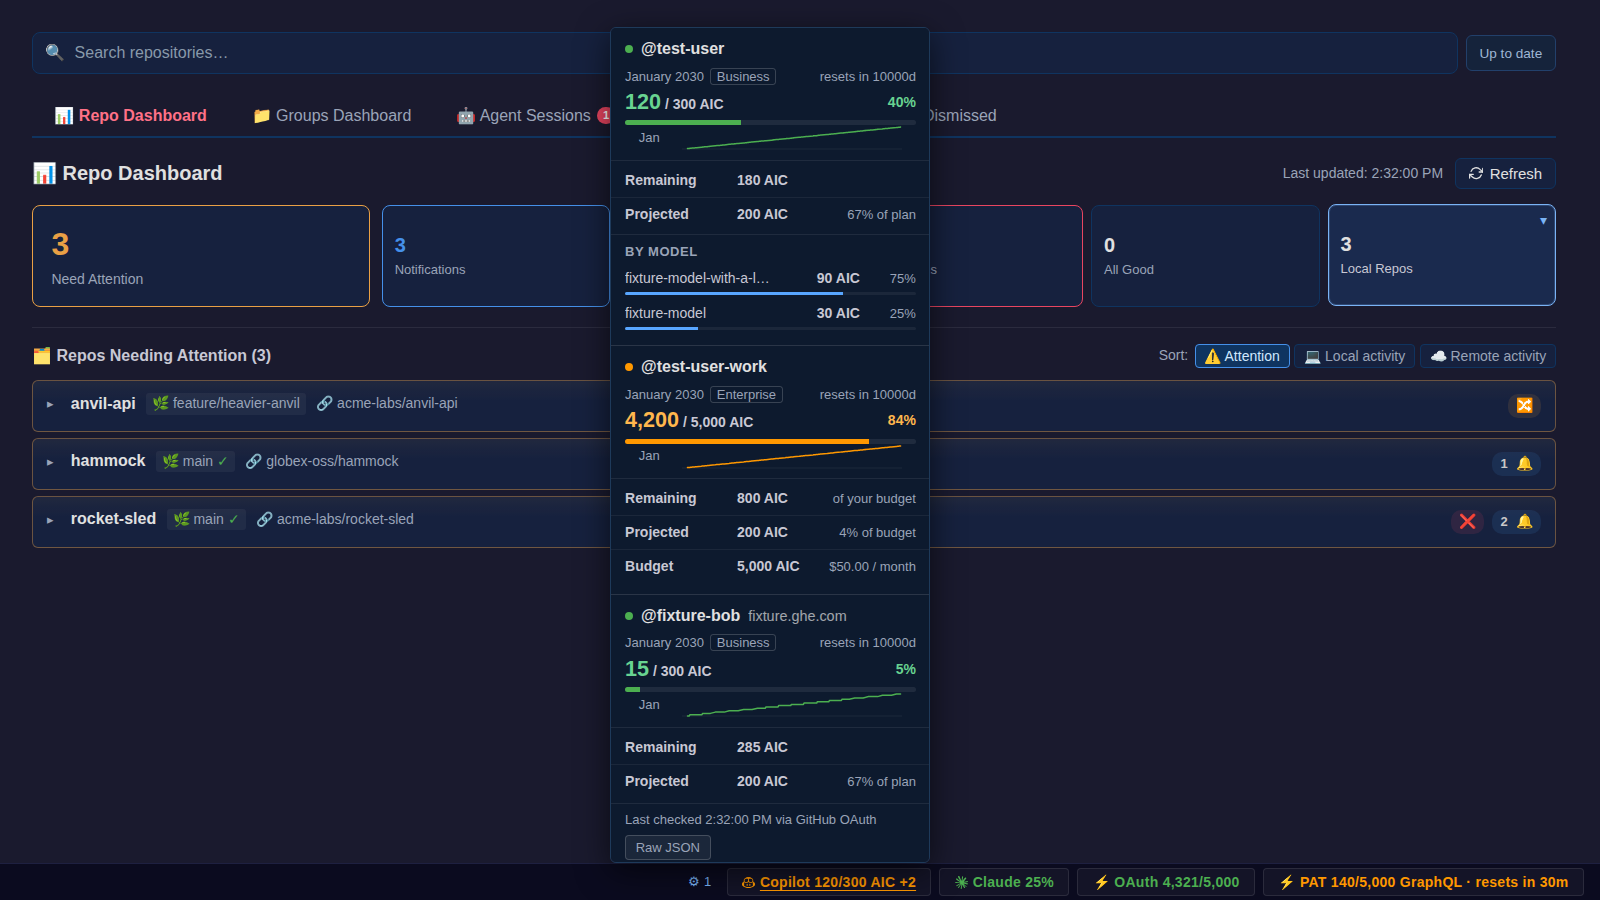 Search repositories…
Up to date
Repo Dashboard
Groups Dashboard
Agent Sessions 1
Dismissed
Repo Dashboard
Last updated: 2:32:00 PM
Refresh
3
Need Attention
3
Notifications
s
0
All Good
3
Local Repos
▾
Repos Needing Attention (3)
Sort: Attention Local activity Remote activity
anvil-api feature/heavier-anvil acme-labs/anvil-api
hammock main ✓ globex-oss/hammock 1
rocket-sled main ✓ acme-labs/rocket-sled 2
@test-user
January 2030 Business resets in 10000d
120 / 300 AIC 40%
Jan
Remaining 180 AIC
Projected 200 AIC 67% of plan
BY MODEL
fixture-model-with-a-l… 90 AIC 75%
fixture-model 30 AIC 25%
@test-user-work
January 2030 Enterprise resets in 10000d
4,200 / 5,000 AIC 84%
Jan
Remaining 800 AIC of your budget
Projected 200 AIC 4% of budget
Budget 5,000 AIC $50.00 / month
@fixture-bob fixture.ghe.com
January 2030 Business resets in 10000d
15 / 300 AIC 5%
Jan
Remaining 285 AIC
Projected 200 AIC 67% of plan
Last checked 2:32:00 PM via GitHub OAuth
Raw JSON
1
Copilot 120/300 AIC +2
Claude 25%
OAuth 4,321/5,000
PAT 140/5,000 GraphQL · resets in 30m